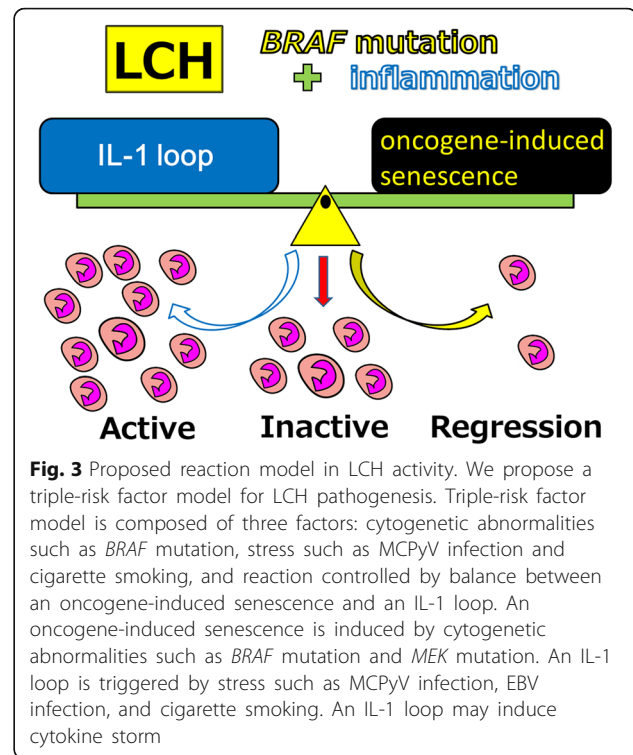 LCH
BRAF mutation
+ inflammation
IL-1 loop
oncogene-induced
senescence
Active Inactive Regression
Fig. 3 Proposed reaction model in LCH activity. We propose a
triple-risk factor model for LCH pathogenesis. Triple-risk factor
model is composed of three factors: cytogenetic abnormalities
such as BRAF mutation, stress such as MCPyV infection and
cigarette smoking, and reaction controlled by balance between
an oncogene-induced senescence and an IL-1 loop. An
oncogene-induced senescence is induced by cytogenetic
abnormalities such as BRAF mutation and MEK mutation. An IL-1
loop is triggered by stress such as MCPyV infection, EBV
infection, and cigarette smoking. An IL-1 loop may induce
cytokine storm